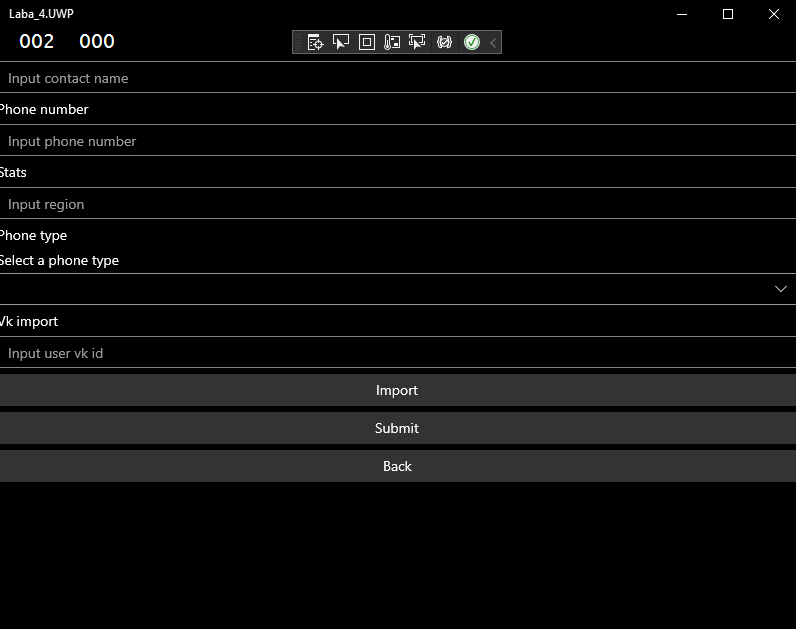 Laba_4.UWP
002 000
Input contact name
Phone number
Input phone number
Stats
Input region
Phone type
Select a phone type
Vk import
Input user vk id
Import
Submit
Back